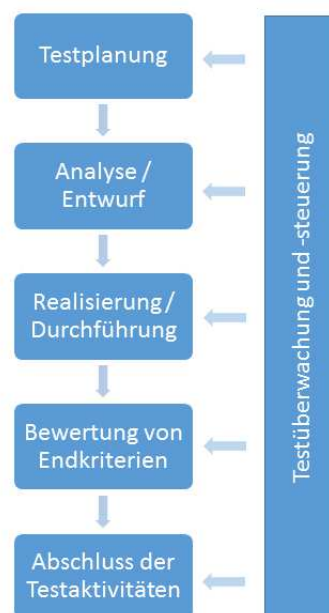 Testplanung
Analyse /
Entwurf
Realisierung /
Durchführung
Bewertung von
Endkriterien
Abschluss der
Testaktivitäten
Testüberwachung und -steuerung